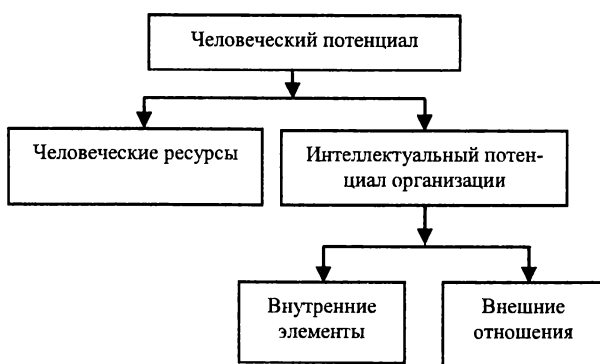 Человеческий потенциал
Человеческие ресурсы
Интеллектуальный потен-
циал организации
Внутренние
элементы
Внешние
отношения